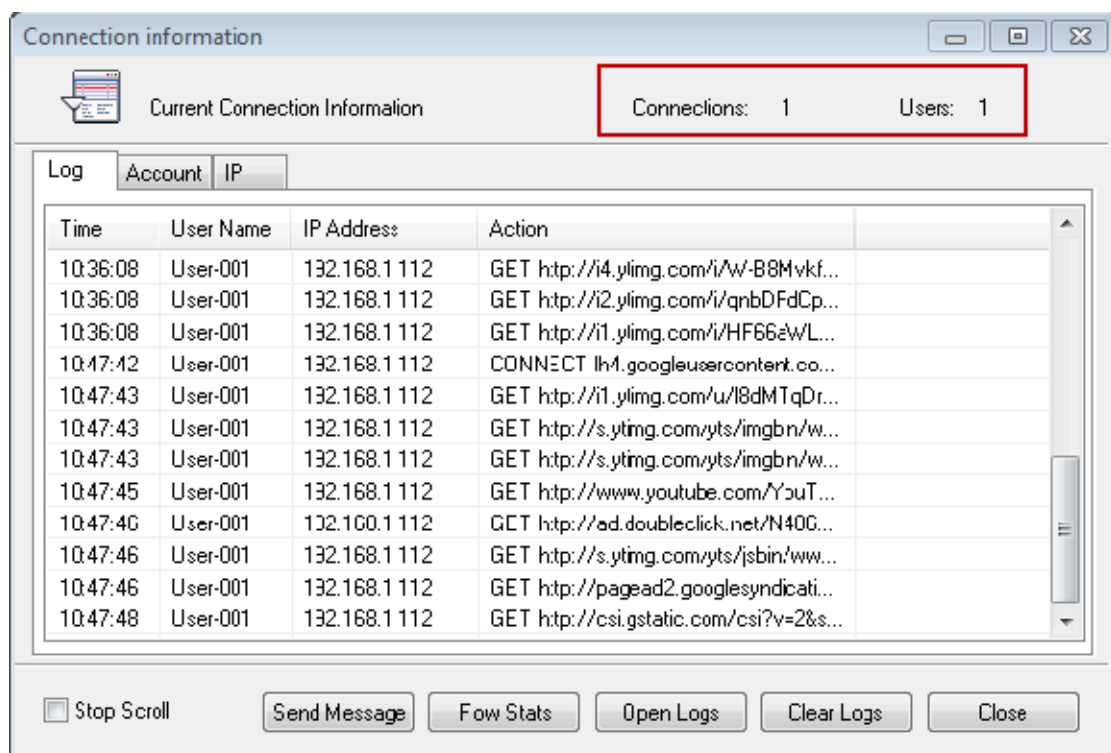 Connection information
Current Connection Information Connections: 1 Users: 1
Log Account IP
Time User Name IP Address Action
10:36:08 User-001 192.168.1.112 GET http://i4.ytimg.com/i/W-B8Mvkf...
10:36:08 User-001 192.168.1.112 GET http://i2.ytimg.com/i/qnbDFdCp...
10:36:08 User-001 192.168.1.112 GET http://i1.ytimg.com/i/HF66aWL...
10:47:42 User-001 192.168.1.112 CONNECT lh4.googleusercontent.co...
10:47:43 User-001 192.168.1.112 GET http://i1.ytimg.com/u/l8dMTqDr...
10:47:43 User-001 192.168.1.112 GET http://s.ytimg.com/yts/imgbin/w...
10:47:43 User-001 192.168.1.112 GET http://s.ytimg.com/yts/imgbin/w...
10:47:45 User-001 192.168.1.112 GET http://www.youtube.com/YouT...
10:47:46 User-001 192.168.1.112 GET http://ad.doubleclick.net/N406...
10:47:46 User-001 192.168.1.112 GET http://s.ytimg.com/yts/jsbin/ww...
10:47:46 User-001 192.168.1.112 GET http://pagead2.googlesyndicati...
10:47:48 User-001 192.168.1.112 GET http://csi.gstatic.com/csi?v=2&s...
Stop Scroll Send Message Fow Stats Open Logs Clear Logs Close